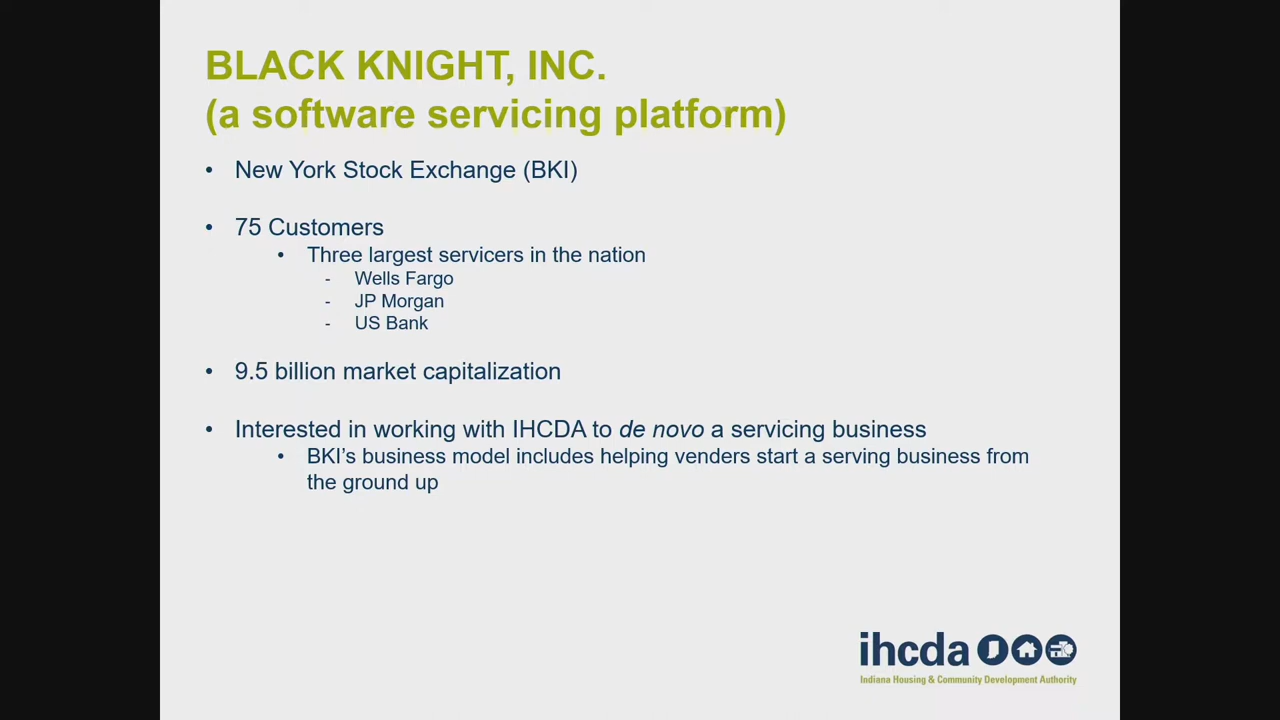 BLACK KNIGHT, INC.
(a software servicing platform)
• New York Stock Exchange (BKI)
• 75 Customers
• Three largest servicers in the nation
- Wells Fargo
- JP Morgan
- US Bank
• 9.5 billion market capitalization
• Interested in working with IHCDA to de novo a servicing business
• BKI's business model includes helping venders start a serving business from
the ground up
ihcda
Indiana Housing & Community Development Authority